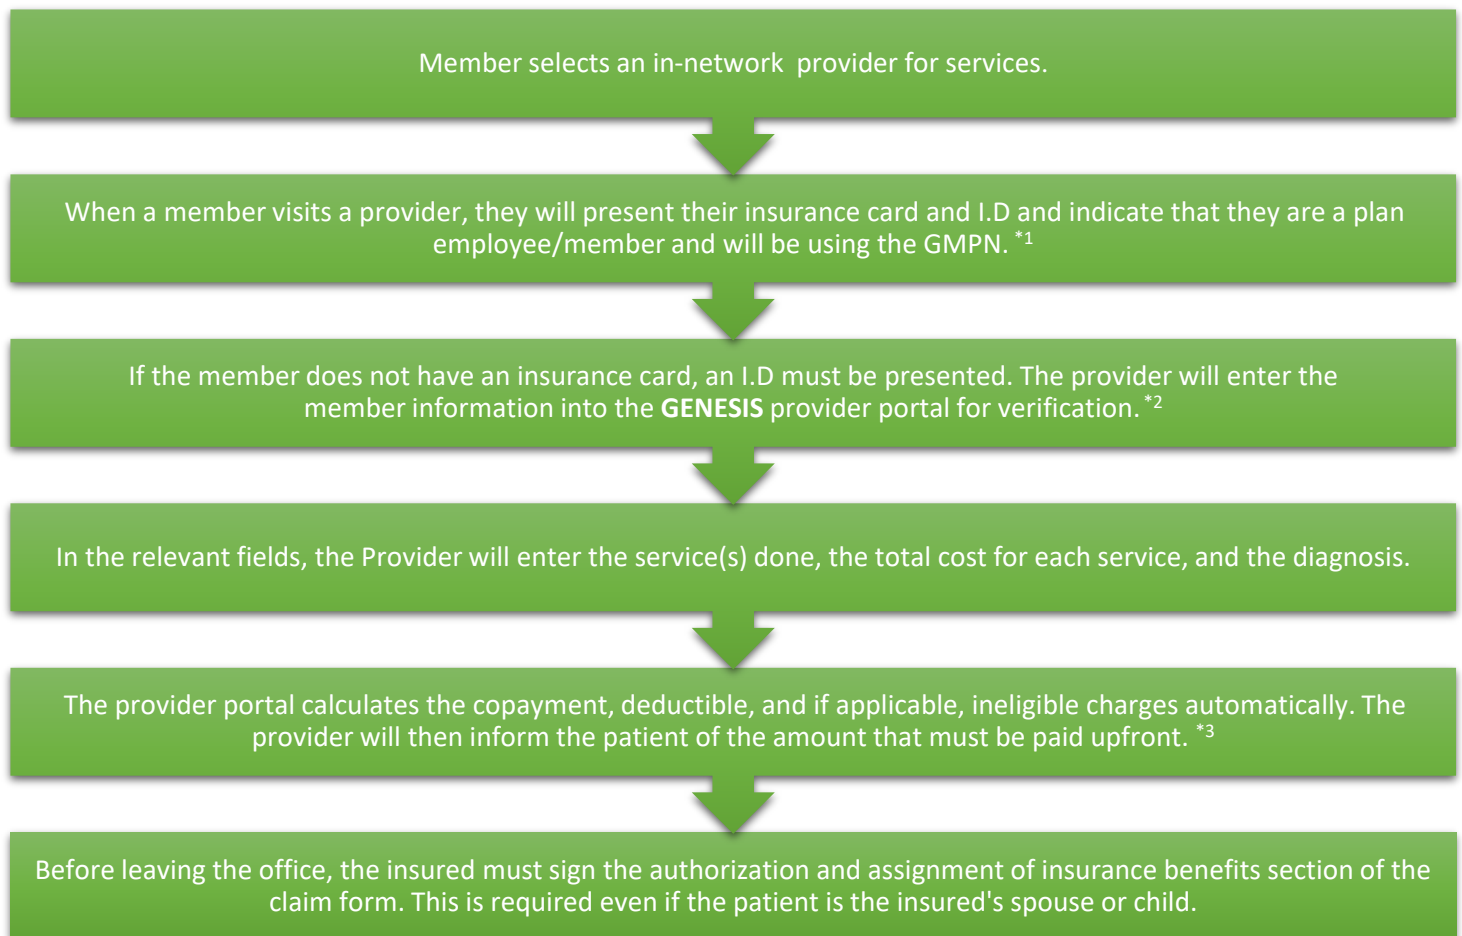 Member selects an in-network provider for services.
When a member visits a provider, they will present their insurance card and I.D and indicate that they are a plan
employee/member and will be using the GMPN. *1
If the member does not have an insurance card, an I.D must be presented. The provider will enter the
member information into the GENESIS provider portal for verification. *2
In the relevant fields, the Provider will enter the service(s) done, the total cost for each service, and the diagnosis.
The provider portal calculates the copayment, deductible, and if applicable, ineligible charges automatically. The
provider will then inform the patient of the amount that must be paid upfront. *3
Before leaving the office, the insured must sign the authorization and assignment of insurance benefits section of the
claim form. This is required even if the patient is the insured's spouse or child.